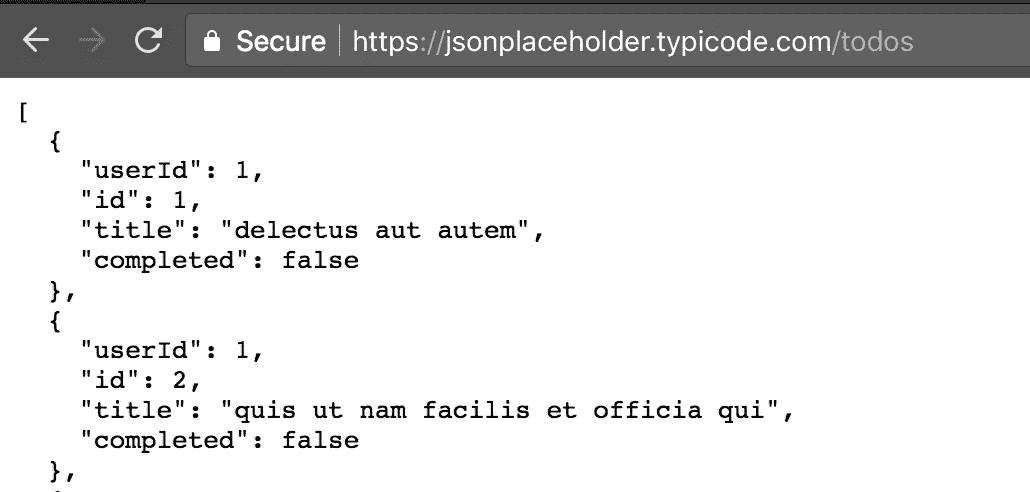 Secure https://jsonplaceholder.typicode.com/todos
[
  {
    "userId": 1,
    "id": 1,
    "title": "delectus aut autem",
    "completed": false
  },
  {
    "userId": 1,
    "id": 2,
    "title": "quis ut nam facilis et officia qui",
    "completed": false
  },